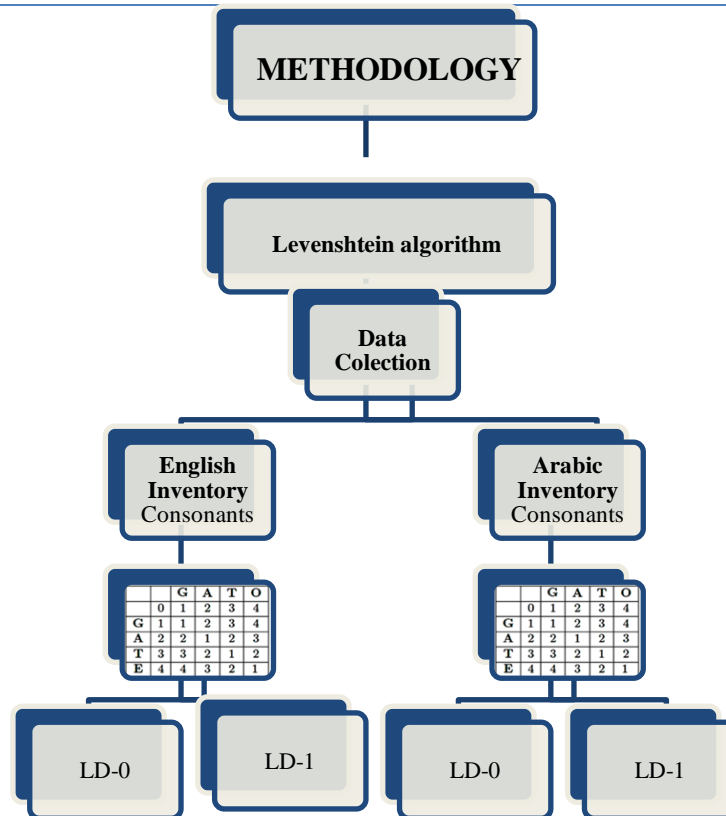 METHODOLOGY
Levenshtein algorithm
Data
Colection
English
Inventory
Consonants
Arabic
Inventory
Consonants
G A T O
0 1 2 3 4
G 1 1 2 3 4
A 2 2 1 2 3
T 3 3 2 1 2
E 4 4 3 2 1
G A T O
0 1 2 3 4
G 1 1 2 3 4
A 2 2 1 2 3
T 3 3 2 1 2
E 4 4 3 2 1
LD-0
LD-1
LD-0
LD-1